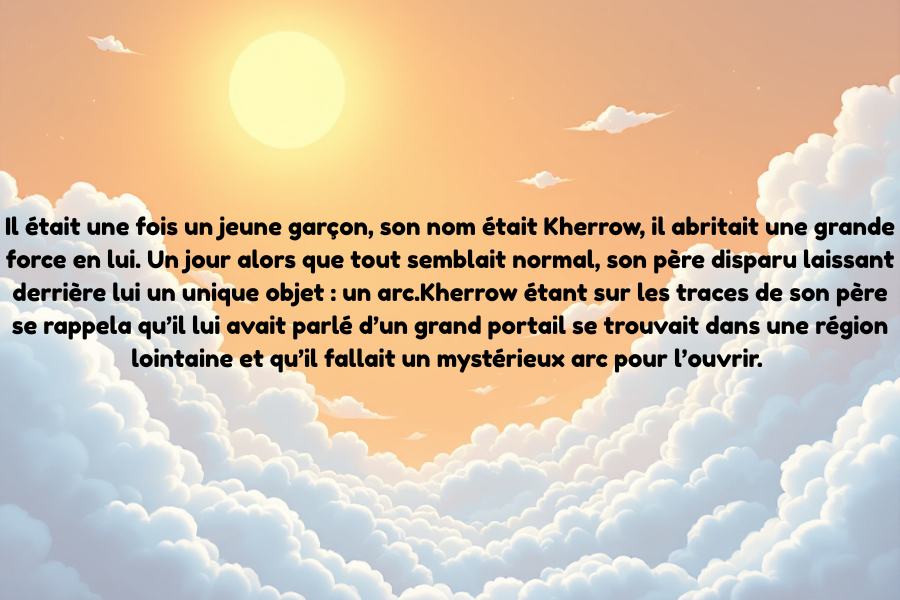 Il était une fois un jeune garçon, son nom était Kherrow, il abritait une grande
force en lui. Un jour alors que tout semblait normal, son père disparu laissant
derrière lui un unique objet : un arc.Kherrow étant sur les traces de son père
se rappela qu’il lui avait parlé d’un grand portail se trouvait dans une région
lointaine et qu’il fallait un mystérieux arc pour l’ouvrir.